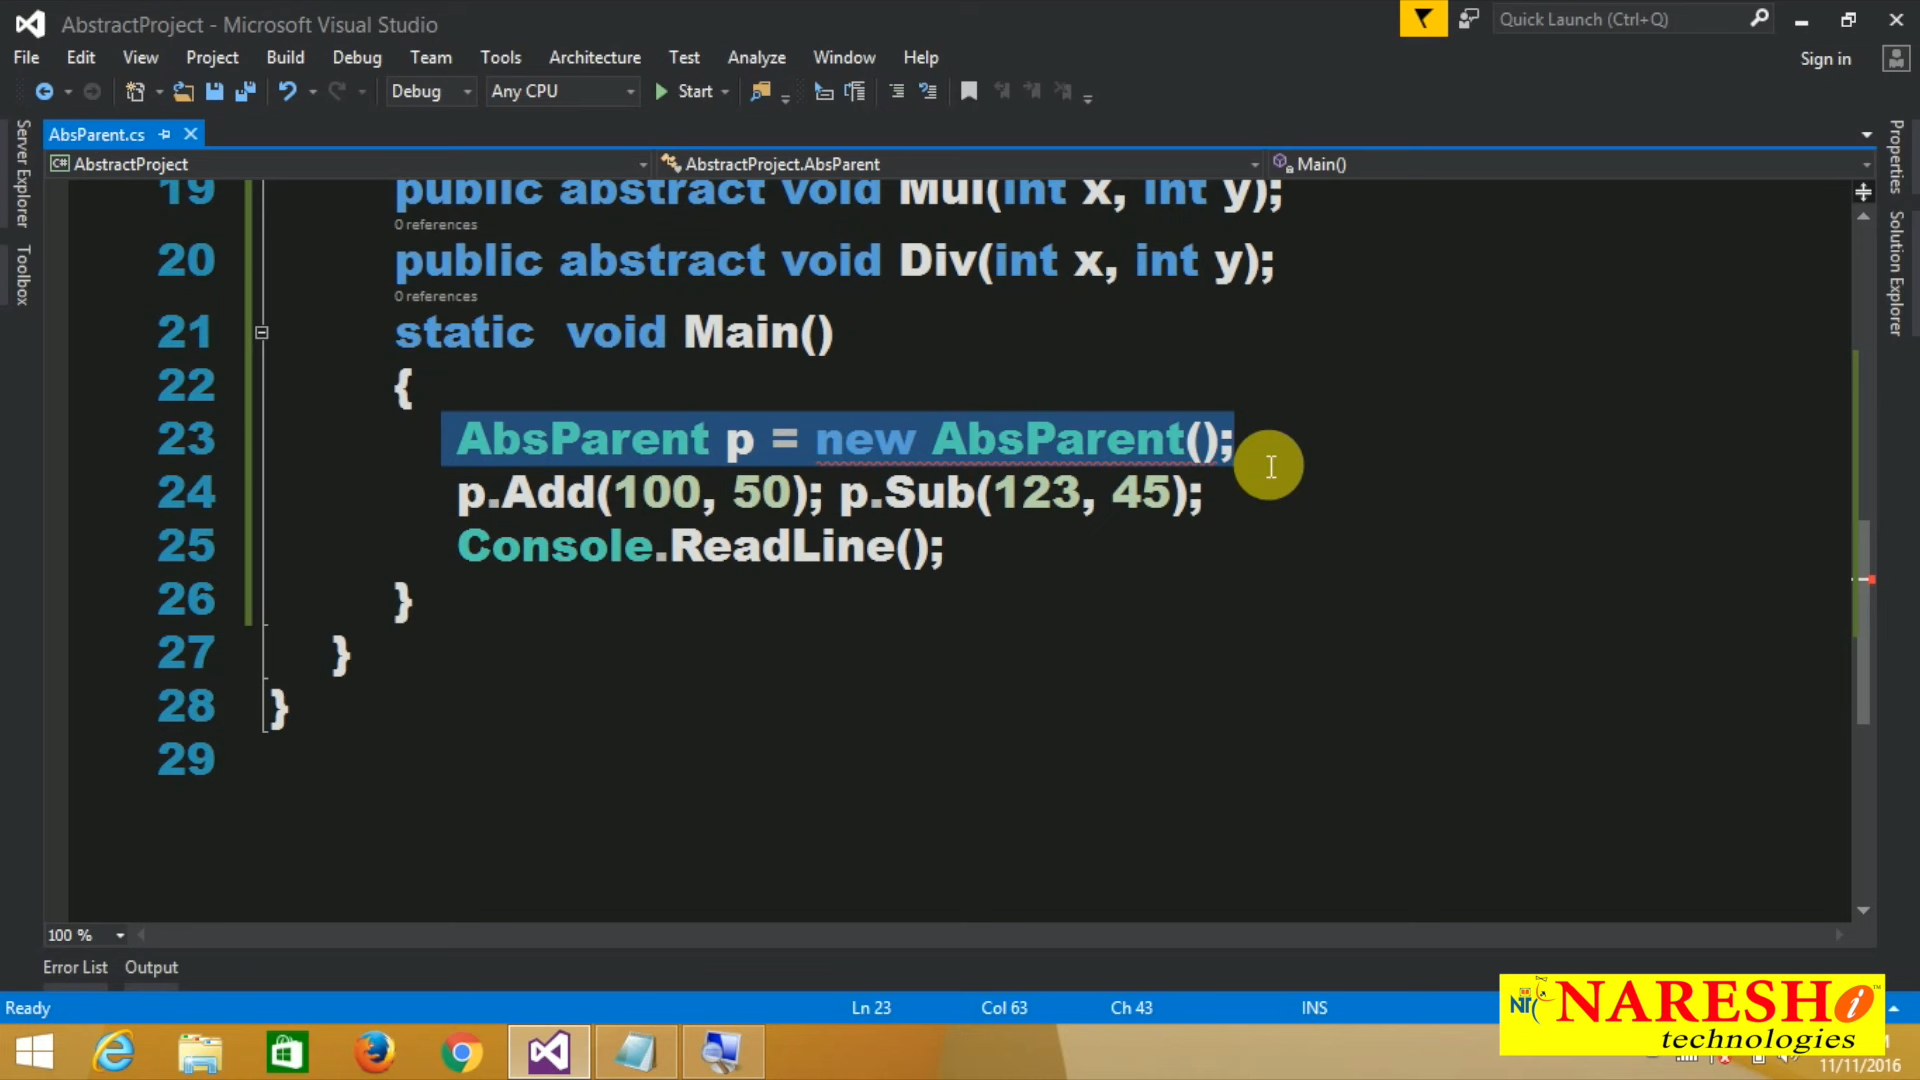 AbstractProject - Microsoft Visual Studio
Quick Launch (Ctrl+Q)
File Edit View Project Build Debug Team Tools Architecture Test Analyze Window Help
Sign in
Debug Any CPU Start
AbsParent.cs
AbstractProject AbstractProject.AbsParent Main()
Server Explorer
Toolbox
Properties
Solution Explorer
19 public abstract void Mul(int x, int y);
0 references
20 public abstract void Div(int x, int y);
0 references
21 static void Main()
22 {
23 AbsParent p = new AbsParent();
24 p.Add(100, 50); p.Sub(123, 45);
25 Console.ReadLine();
26 }
27 }
28 }
29
100 %
Error List Output
Ready Ln 23 Col 63 Ch 43 INS
NARESH i
technologies
11/11/2016